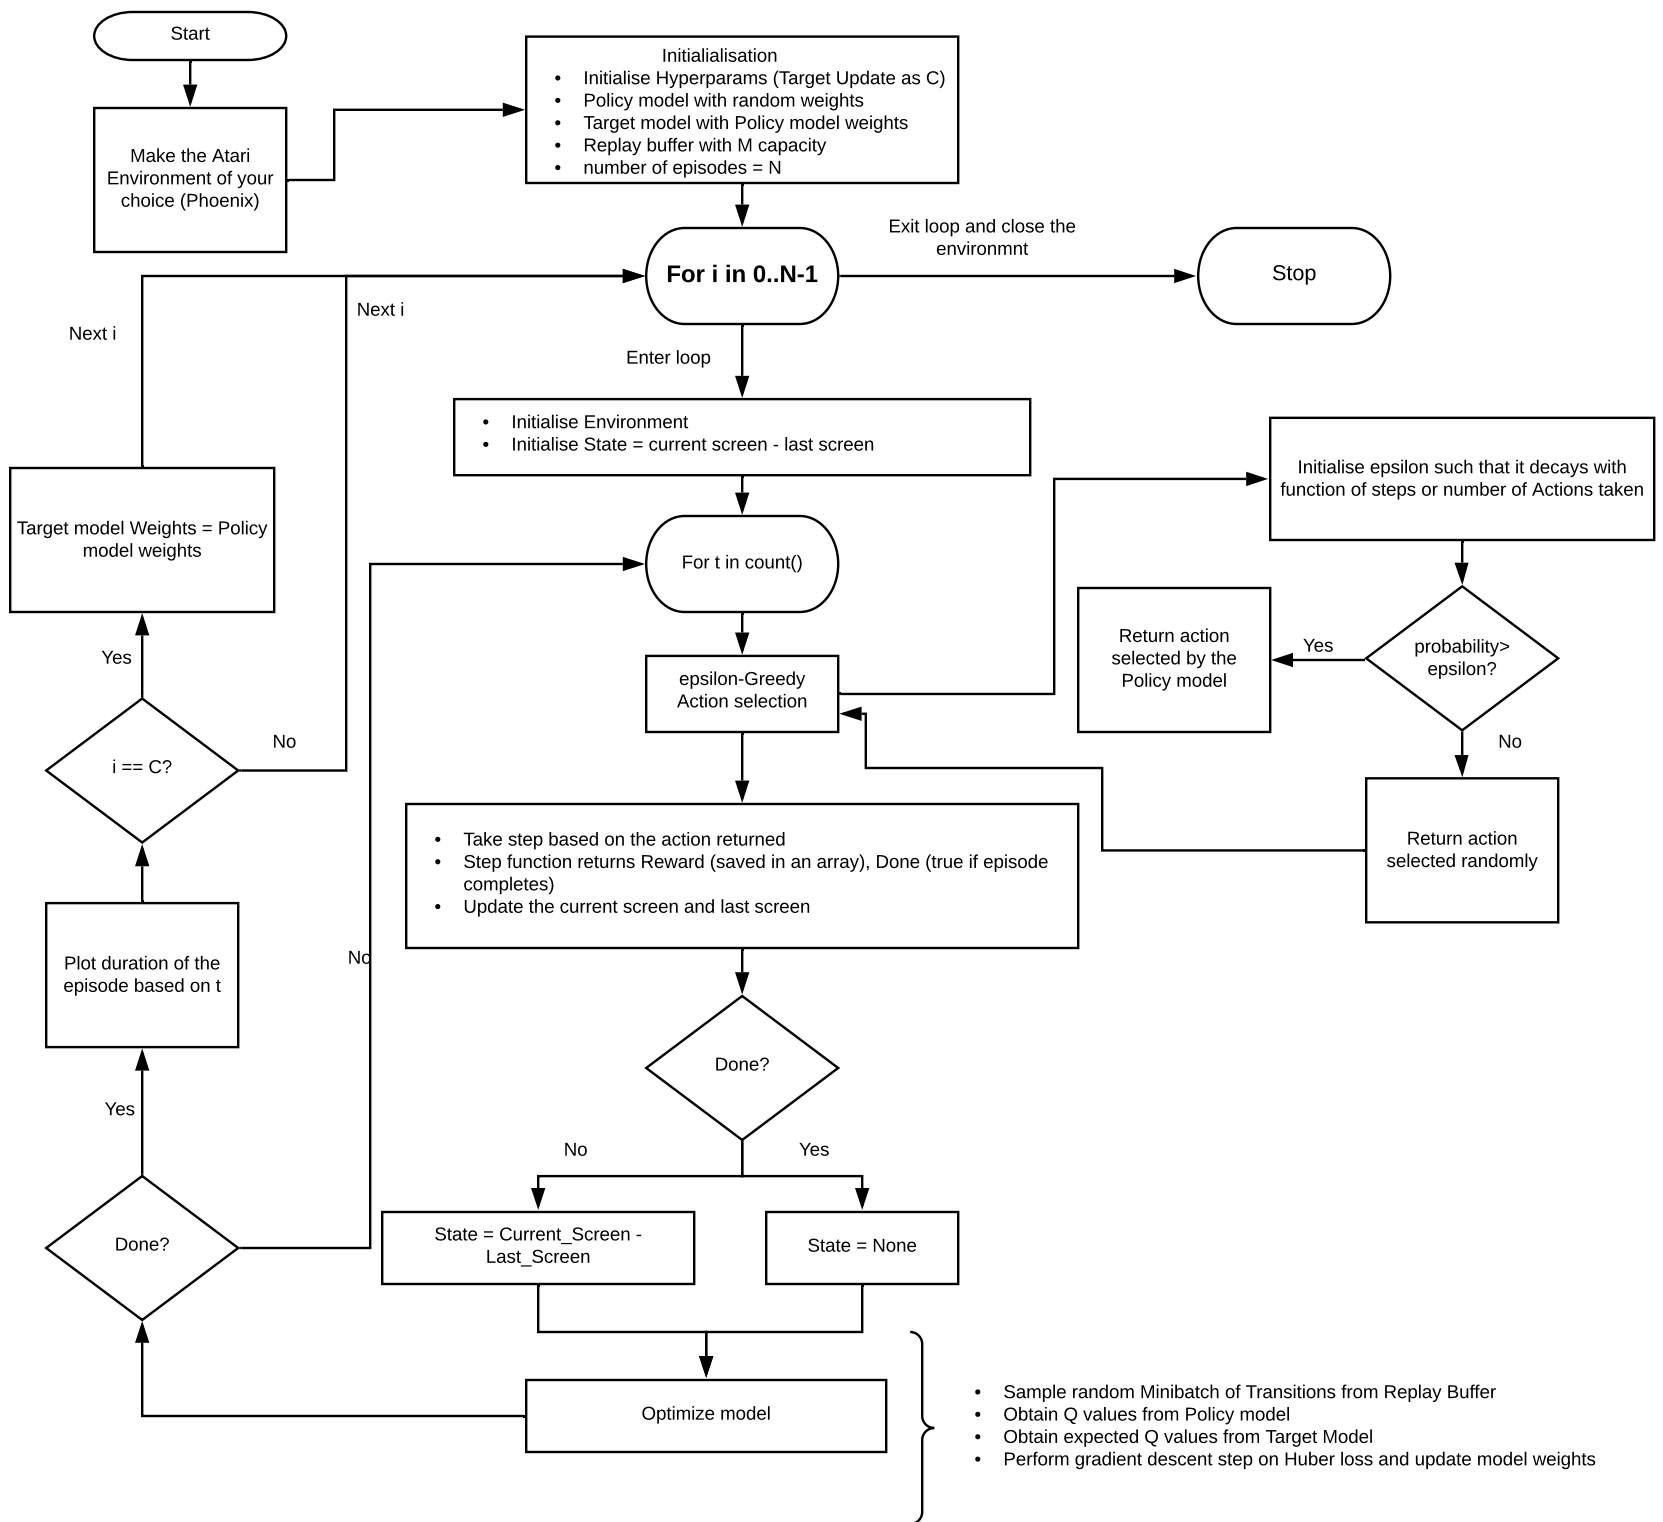 Start
Make the Atari
Environment of your
choice (Phoenix)
Initialialisation
• Initialise Hyperparams (Target Update as C)
• Policy model with random weights
• Target model with Policy model weights
• Replay buffer with M capacity
• number of episodes = N
For i in 0..N-1
Exit loop and close the
environmnt
Stop
Next i
Next i
Enter loop
• Initialise Environment
• Initialise State = current screen - last screen
For t in count()
epsilon-Greedy
Action selection
Initialise epsilon such that it decays with
function of steps or number of Actions taken
probability>
epsilon?
Yes
Return action
selected by the
Policy model
No
Return action
selected randomly
• Take step based on the action returned
• Step function returns Reward (saved in an array), Done (true if episode
completes)
• Update the current screen and last screen
Done?
No
Yes
State = Current_Screen -
Last_Screen
State = None
Optimize model
• Sample random Minibatch of Transitions from Replay Buffer
• Obtain Q values from Policy model
• Obtain expected Q values from Target Model
• Perform gradient descent step on Huber loss and update model weights
Done?
No
Yes
Plot duration of the
episode based on t
i == C?
No
Yes
Target model Weights = Policy
model weights